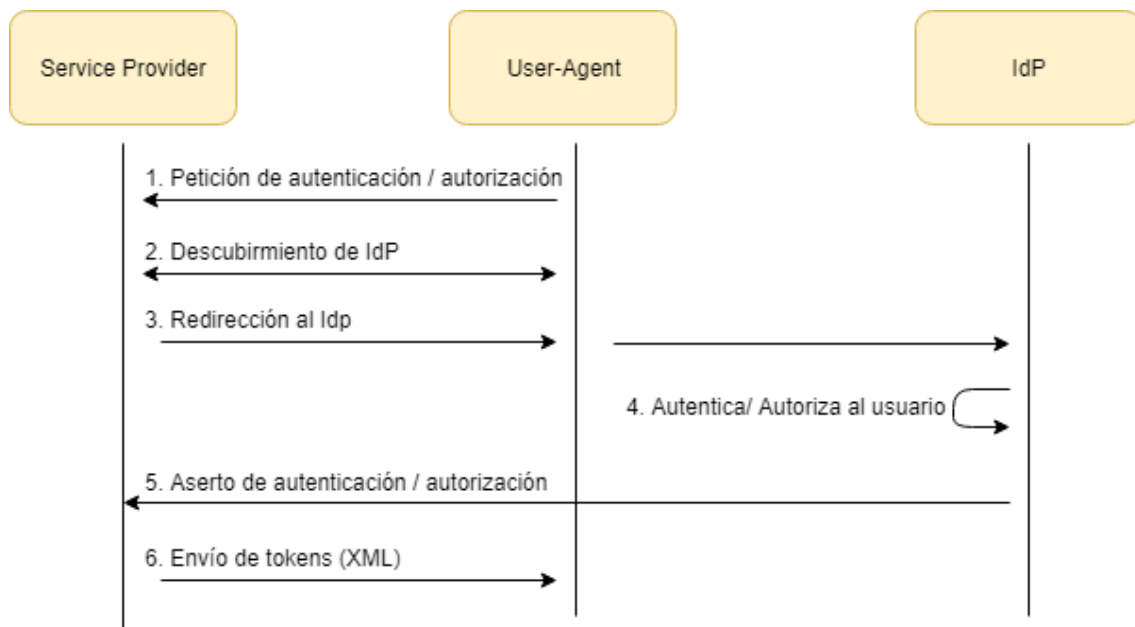 Service Provider
User-Agent
IdP
1. Petición de autenticación / autorización
2. Descubirmiento de IdP
3. Redirección al Idp
4. Autentica/ Autoriza al usuario
5. Aserto de autenticación / autorización
6. Envío de tokens (XML)